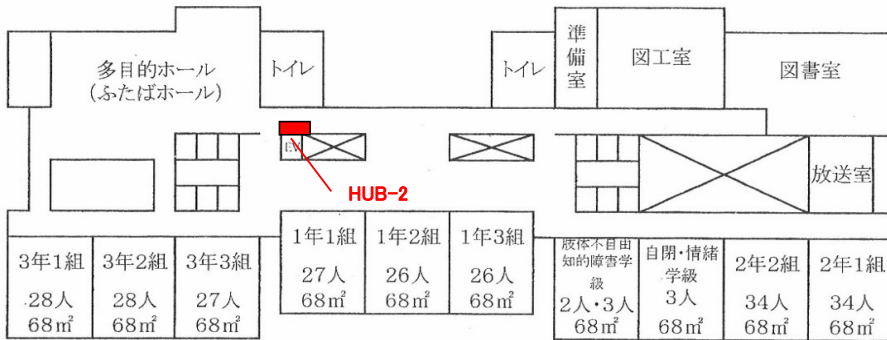 多目的ホール
(ふたばホール)
トイレ
トイレ
準備室
図工室
図書室
EV
HUB-2
放送室
3年1組
28人
68㎡
3年2組
28人
68㎡
3年3組
27人
68㎡
1年1組
27人
68㎡
1年2組
26人
68㎡
1年3組
26人
68㎡
肢体不自由
知的障害学
級
2人・3人
68㎡
自閉・情緒
学級
3人
68㎡
2年2組
34人
68㎡
2年1組
34人
68㎡